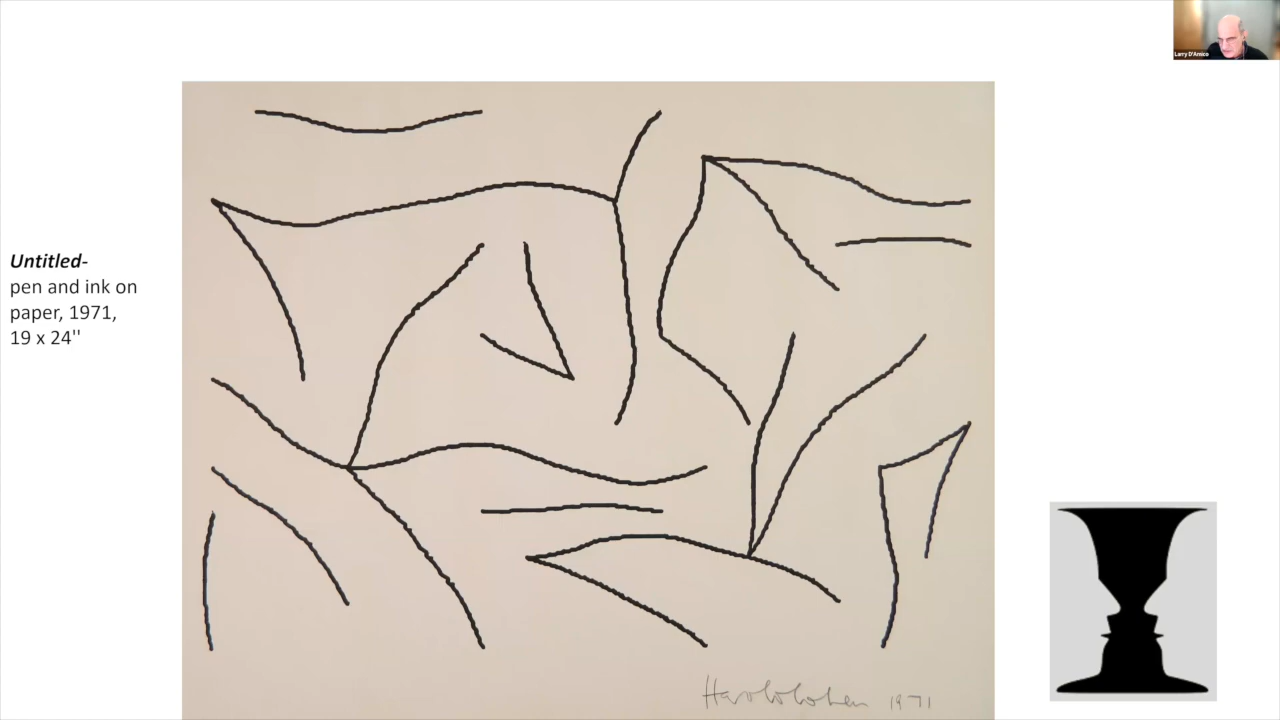 Larry D'Amico
Untitled-
pen and ink on
paper, 1971,
19 x 24''
Harold Cohen 1971